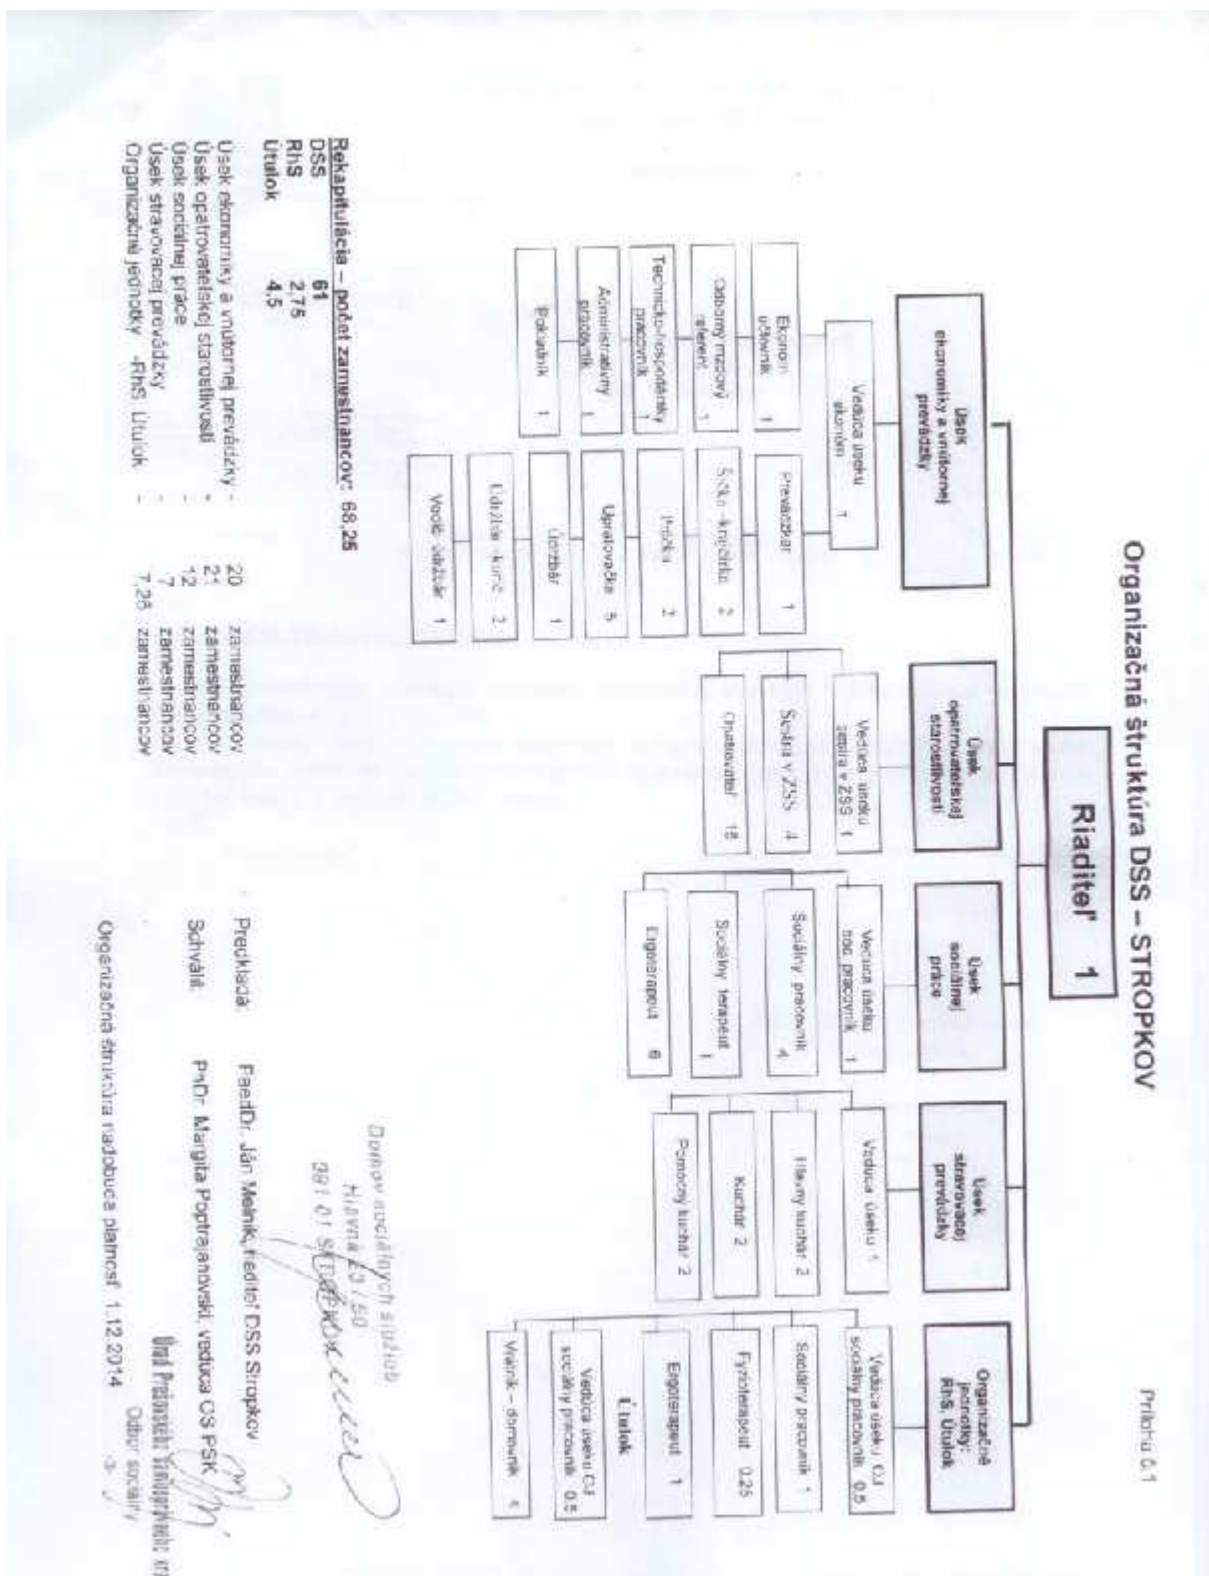 Príloha č.1
Organizačná štruktúra DSS – STROPKOV
Riaditeľ 1
Úsek
ekonomiky a vnútornej
prevádzky
Vedúca úseku
ekonóm 1
Ekonóm
účtovník 1
Odborný mzdový
referent 1
Technicko-hospodársky
pracovník 1
Administratívny
pracovník 1
Pokladník 1
Prevádzkar 1
Šička -krajčírka 2
Práčka 2
Upratovačka 5
Údržbár 1
Údržbár -kurič 2
Vodič -údržbár 1
Úsek
opatrovateľskej
starostlivosti
Vedúca úseku
sestra v ZSS 1
Sestra v ZSS 4
Opatrovateľ 16
Úsek
sociálnej
práce
Vedúca úseku
soc. pracovník 1
Sociálny pracovník
4
Sociálny terapeut
1
Ergoterapeut 6
Úsek
stravovacej
prevádzky
Vedúca úseku 1
Hlavný kuchár 2
Kuchár 2
Pomocný kuchár 2
Organizačné
jednotky:
RhS, Útulok
Vedúca úseku OJ
sociálny pracovník 0.5
Sociálny pracovník 1
Fyzioterapeut 0.25
Ergoterapeut 1
Útulok
Vedúca úseku OJ
sociálny pracovník 0.5
Vrátnik – domovník 4
Rekapitulácia – počet zamestnancov: 68,25
DSS 61
RhS 2,75
Útulok 4,5
Úsek ekonomiky a vnútornej prevádzky - 20 zamestnancov
Úsek opatrovateľskej starostlivosti - 21 zamestnancov
Úsek sociálnej práce - 12 zamestnancov
Úsek stravovacej prevádzky - 7 zamestnancov
Organizačné jednotky -RhS, Útulok - 7,25 zamestnancov
Domov sociálnych služieb
Hlavná 50
091 01
Predkladá: PaedDr. Ján Melník, riaditeľ DSS Stropkov
Schválil: PhDr. Margita Poptrajanovski, vedúca OS PSK
Úrad Prešovského samosprávneho
Odbor sociálny
-3-
Organizačná štruktúra nadobúda platnosť 1.12.2014